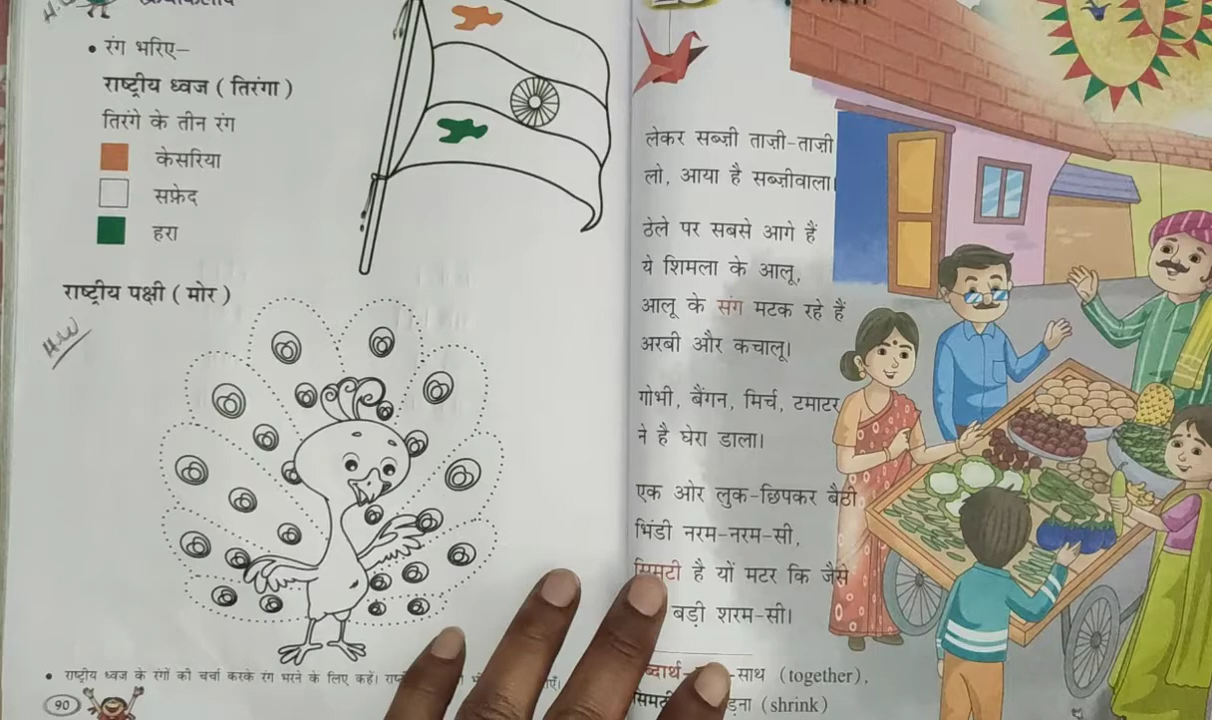 • रंग भरिए—
राष्ट्रीय ध्वज ( तिरंगा )
तिरंगे के तीन रंग
केसरिया
सफ़ेद
हरा
राष्ट्रीय पक्षी ( मोर )
H.W
• राष्ट्रीय ध्वज के रंगों की चर्चा करके रंग भरने के लिए कहें।
90
लेकर सब्ज़ी ताज़ी-ताज़ी
लो, आया है सब्ज़ीवाला।
ठेले पर सबसे आगे हैं
ये शिमला के आलू,
आलू के संग मटक रहे हैं
अरबी और कचालू।
गोभी, बैंगन, मिर्च, टमाटर
ने है घेरा डाला।
एक ओर लुक-छिपकर बैठी
भिंडी नरम-नरम-सी,
सिमटी है यों मटर कि जैसे
बड़ी शरम-सी।
-साथ (together),
(shrink)